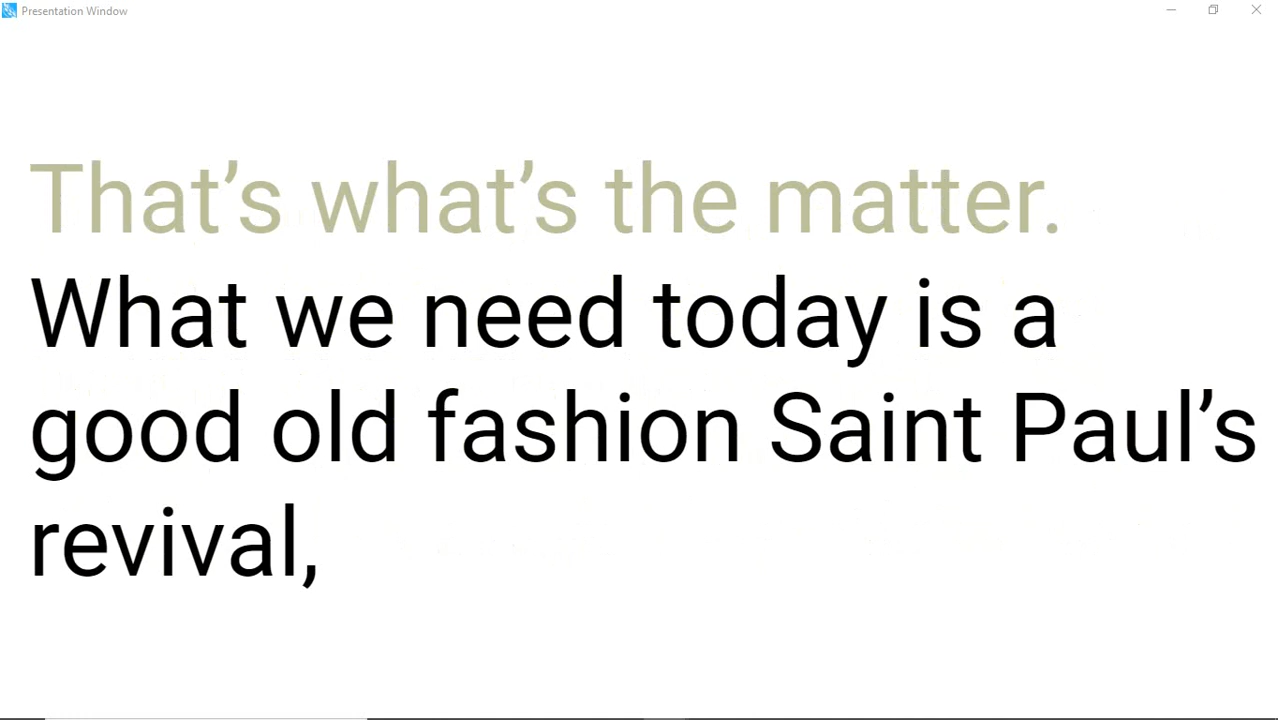 Presentation Window
That’s what’s the matter.
What we need today is a
good old fashion Saint Paul’s
revival,